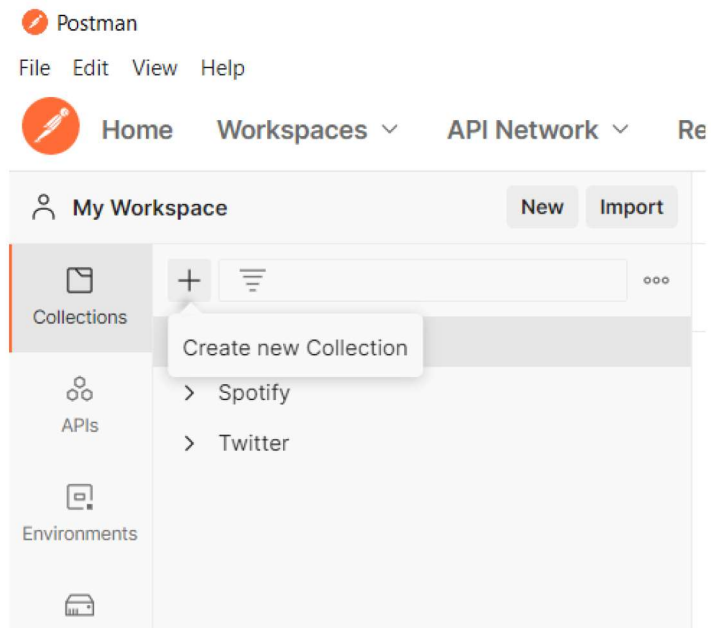 Postman
File Edit View Help
Home Workspaces API Network Re
My Workspace New Import
Collections
Create new Collection
Spotify
APIs
Twitter
Environments